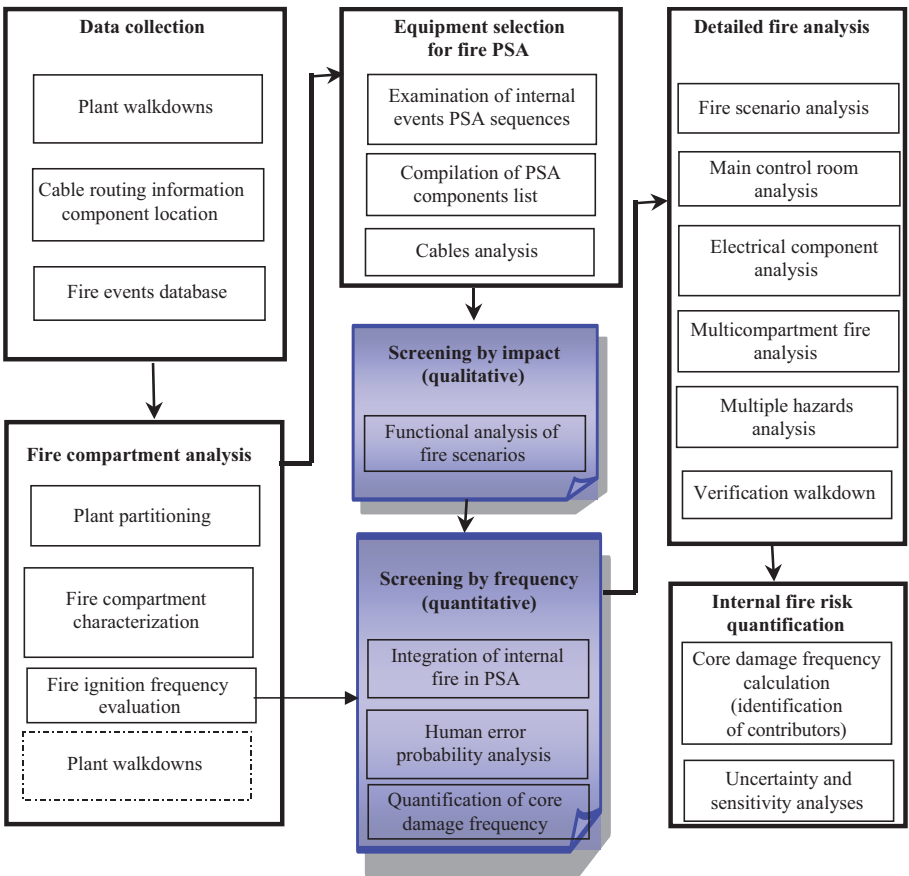 Data collection
Plant walkdowns
Cable routing information
component location
Fire events database
Fire compartment analysis
Plant partitioning
Fire compartment
characterization
Fire ignition frequency
evaluation
Plant walkdowns
Equipment selection
for fire PSA
Examination of internal
events PSA sequences
Compilation of PSA
components list
Cables analysis
Screening by impact
(qualitative)
Functional analysis of
fire scenarios
Screening by frequency
(quantitative)
Integration of internal
fire in PSA
Human error
probability analysis
Quantification of core
damage frequency
Detailed fire analysis
Fire scenario analysis
Main control room
analysis
Electrical component
analysis
Multicompartment fire
analysis
Multiple hazards
analysis
Verification walkdown
Internal fire risk
quantification
Core damage frequency
calculation
(identification
of contributors)
Uncertainty and
sensitivity analyses